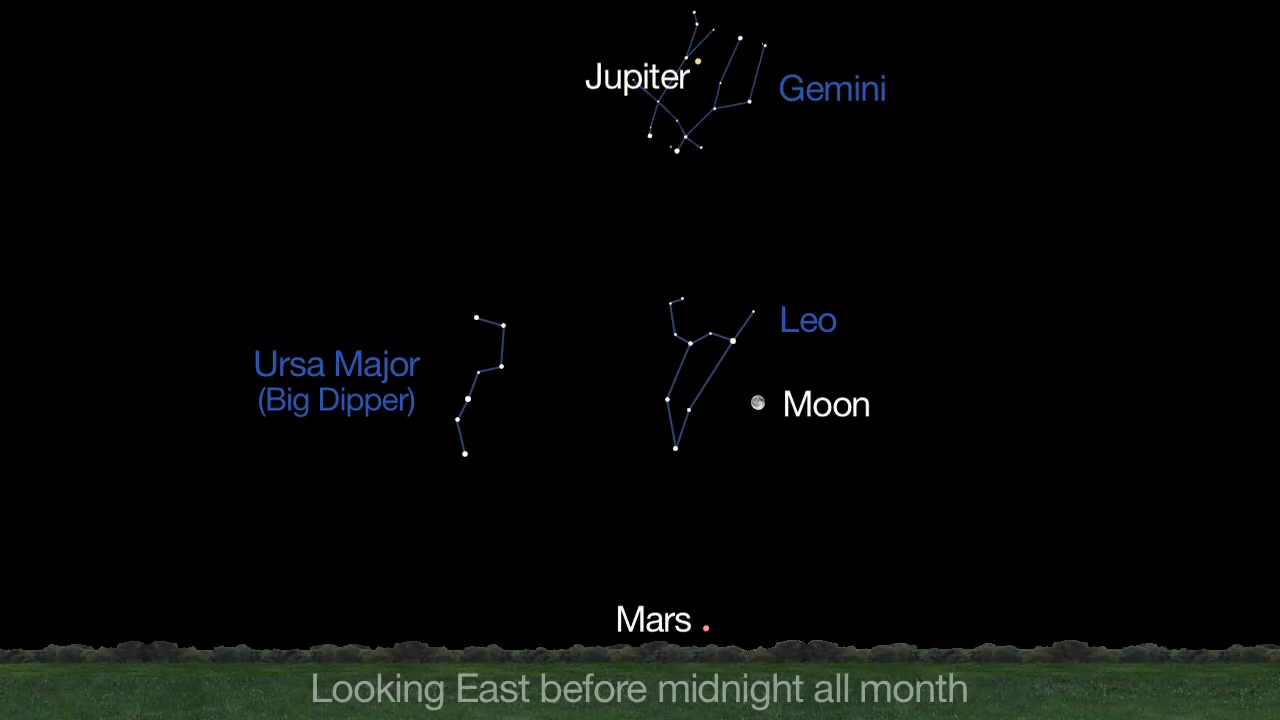 Jupiter
Gemini
Leo
Ursa Major
(Big Dipper)
Moon
Mars
Looking East before midnight all month